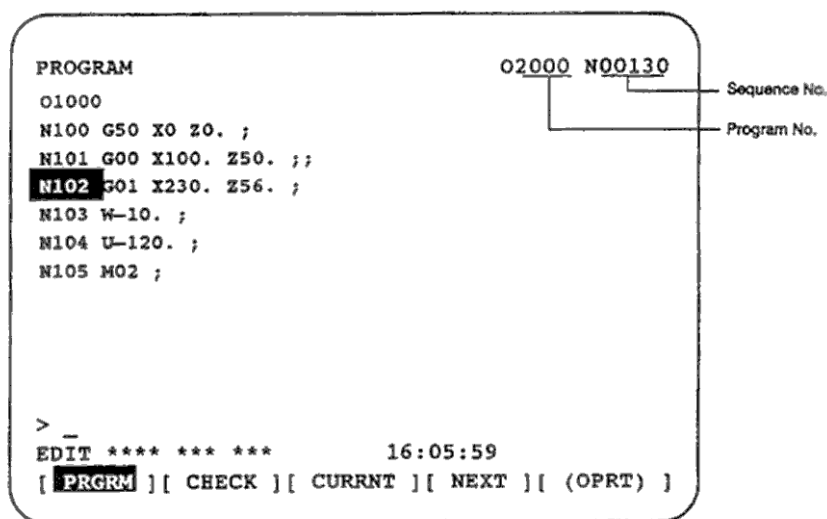 PROGRAM O2000 N00130
Sequence No.
O1000
Program No.
N100 G50 X0 Z0. ;
N101 G00 X100. Z50. ;;
N102 G01 X230. Z56. ;
N103 W—10. ;
N104 U—120. ;
N105 M02 ;
> _
EDIT **** *** *** 16:05:59
[ PRGRM ][ CHECK ][ CURRNT ][ NEXT ][ (OPRT) ]